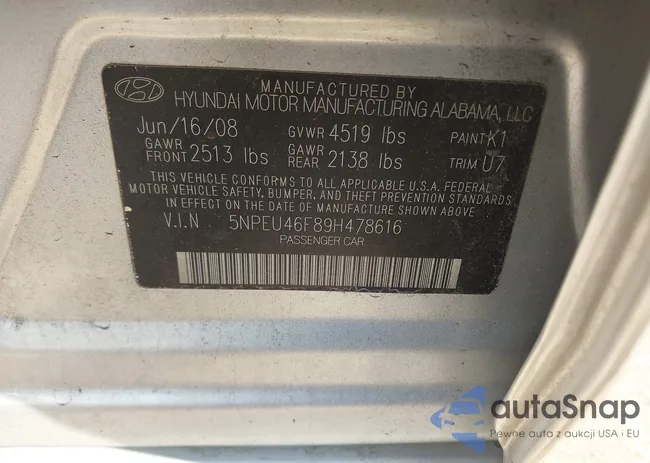 MANUFACTURED BY
HYUNDAI MOTOR MANUFACTURING ALABAMA, LLC
Jun/16/08 GVWR 4519 lbs PAINT K1
GAWR FRONT 2513 lbs GAWR REAR 2138 lbs TRIM U7
THIS VEHICLE CONFORMS TO ALL APPLICABLE U.S.A. FEDERAL
MOTOR VEHICLE SAFETY, BUMPER, AND THEFT PREVENTION STANDARDS
IN EFFECT ON THE DATE OF MANUFACTURE SHOWN ABOVE.
V.I.N 5NPEU46F89H478616
PASSENGER CAR
autaSnap
Pewne auta z aukcji USA i EU